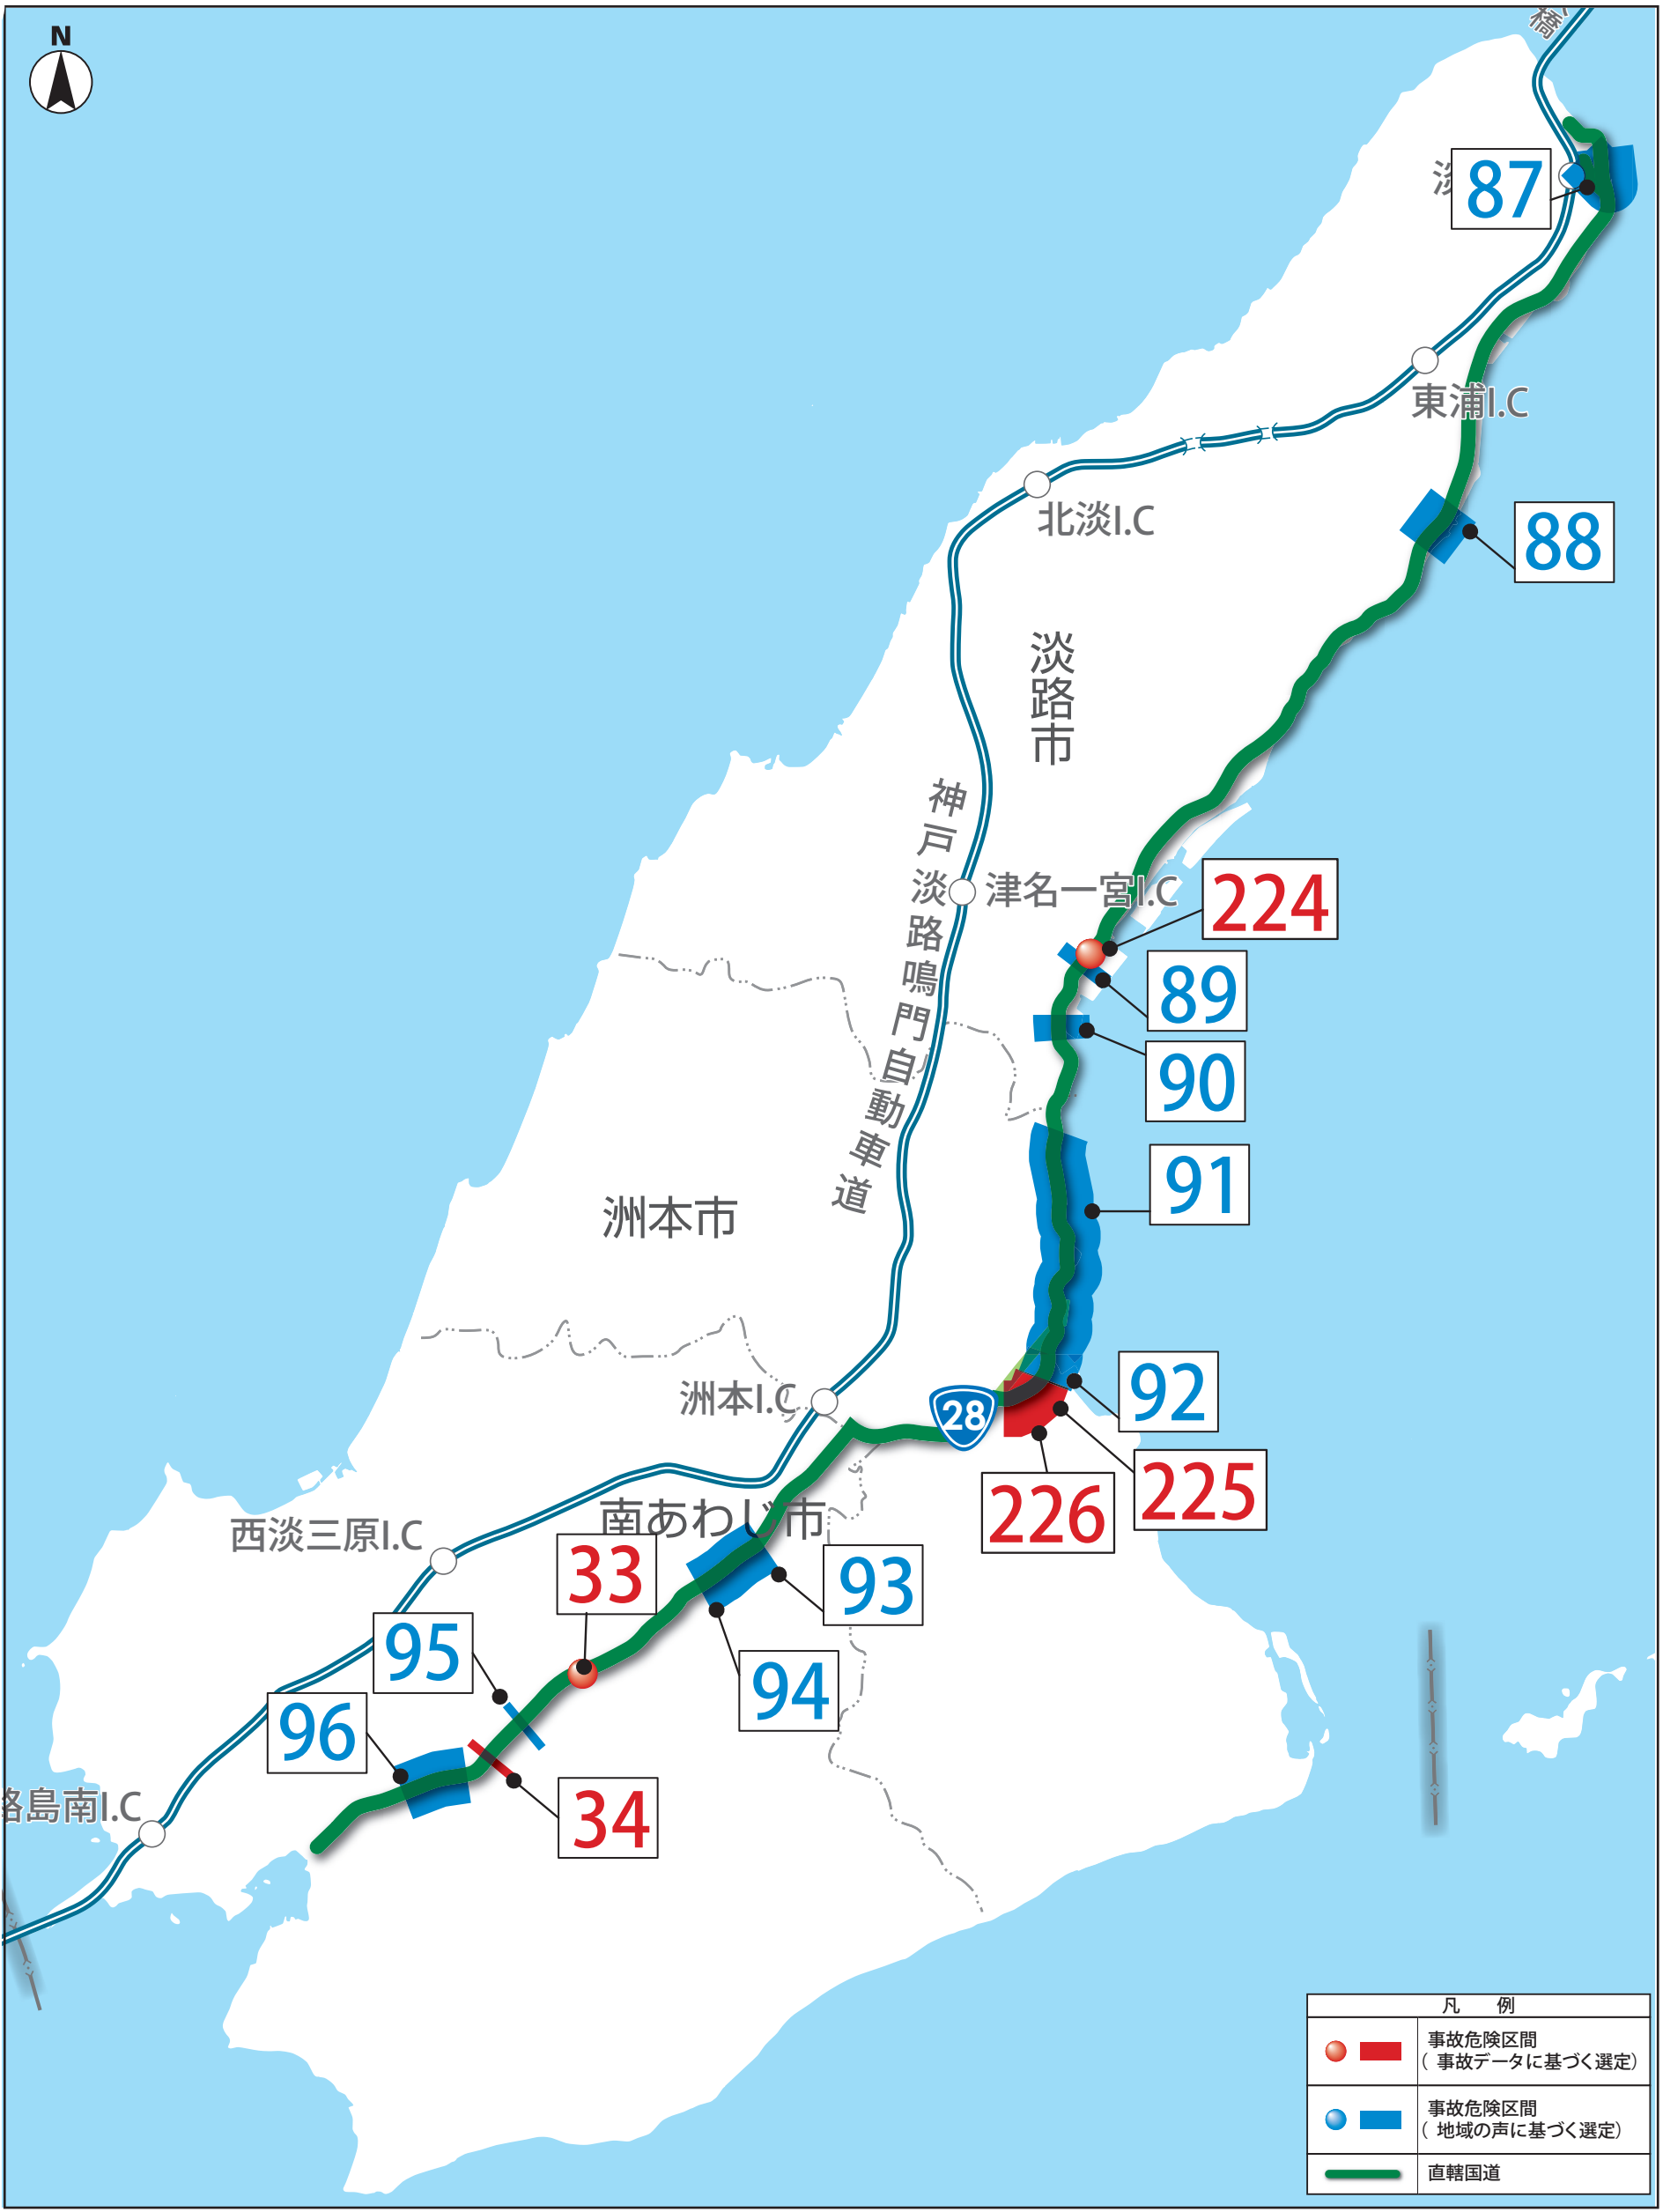 N
橋
淡
87
東浦I.C
北淡I.C
88
淡路市
神戸淡路鳴門自動車道
津名一宮I.C
224
89
90
91
洲本市
92
洲本I.C
28
225
226
南あわじ市
西淡三原I.C
33
93
95
94
96
34
路島南I.C
凡 例
事故危険区間
( 事故データに基づく選定)
事故危険区間
( 地域の声に基づく選定)
直轄国道